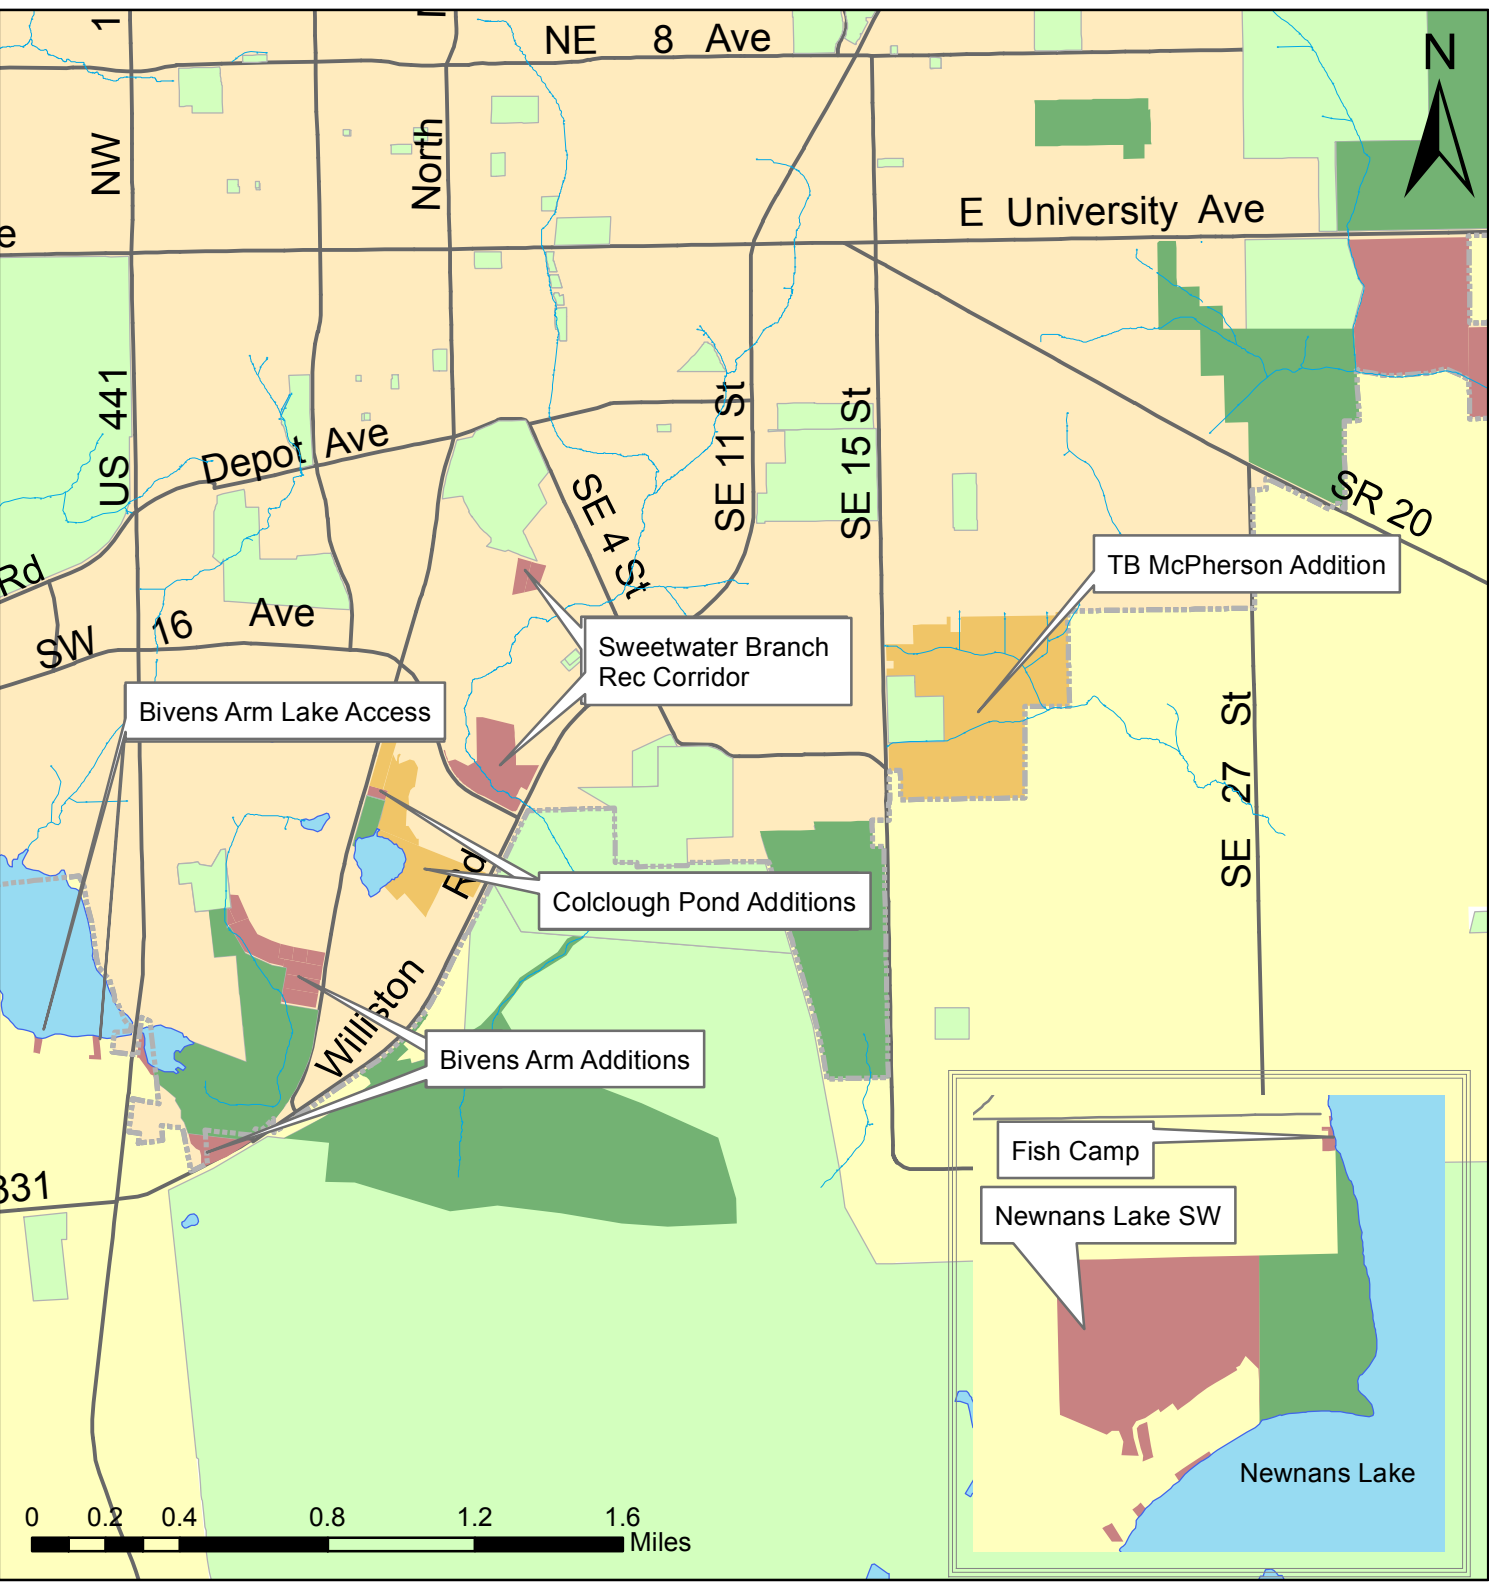 1
NE 8 Ave
N
NW
North
E University Ave
e
US 441
Depot Ave
SE 11 St
SE 15 St
SE 4 St
SR 20
Rd
SW 16 Ave
TB McPherson Addition
Sweetwater Branch
Rec Corridor
Bivens Arm Lake Access
SE 27 St
Colclough Pond Additions
Williston Rd
Bivens Arm Additions
331
Fish Camp
Newnans Lake SW
Newnans Lake
0 0.2 0.4 0.8 1.2 1.6
Miles